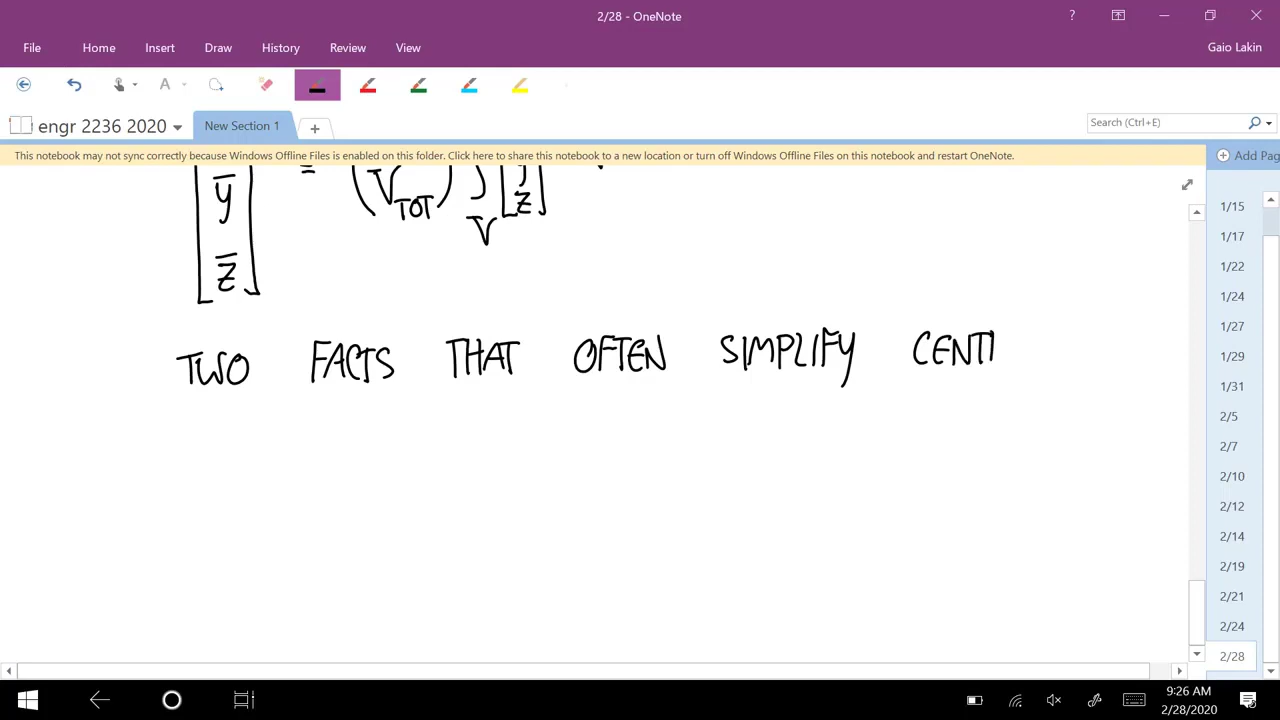 2/28 - OneNote
?
File Home Insert Draw History Review View
Gaio Lakin
A
engr 2236 2020
New Section 1
Search (Ctrl+E)
This notebook may not sync correctly because Windows Offline Files is enabled on this folder. Click here to share this notebook to a new location or turn off Windows Offline Files on this notebook and restart OneNote.
Add Pag
y̅ = (V_TOT) ∫_V [y z]
z̅
TWO FACTS THAT OFTEN SIMPLIFY CENT
1/15
1/17
1/22
1/24
1/27
1/29
1/31
2/5
2/7
2/10
2/12
2/14
2/19
2/21
2/24
2/28
9:26 AM
2/28/2020